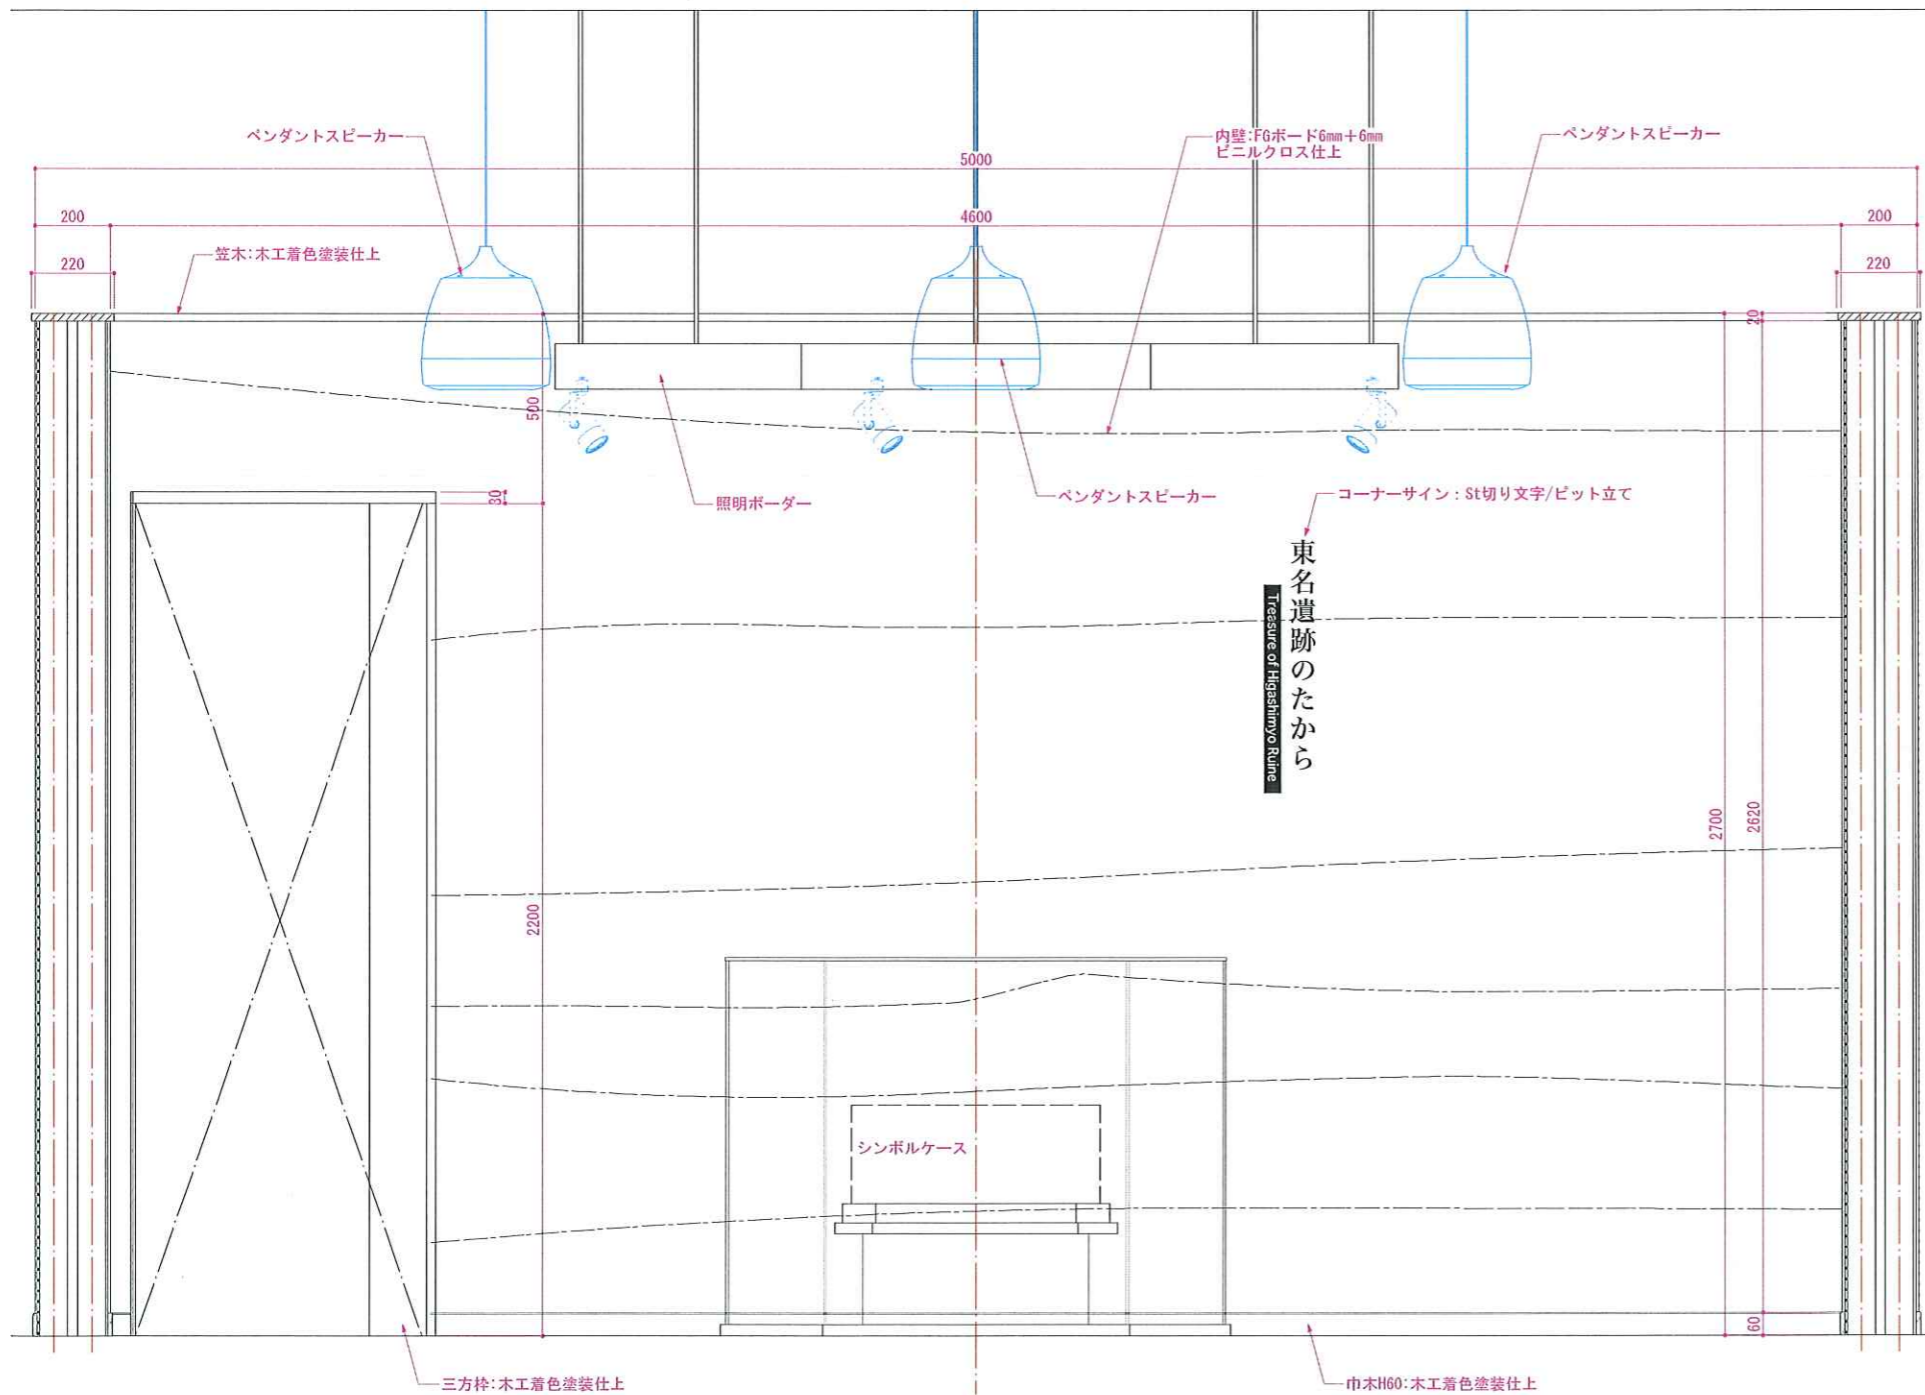 ペンダントスピーカー
内壁:FGボード6mm+6mm
ビニルクロス仕上
ペンダントスピーカー
5000
200
4600
200
220
笠木:木工着色塗装仕上
220
20
500
30
照明ボーダー
ペンダントスピーカー
コーナーサイン:St切り文字/ピット立て
東名遺跡のたから
Treasure of Higashimyo Ruine
2700
2620
2200
シンボルケース
60
三方枠:木工着色塗装仕上
巾木H60:木工着色塗装仕上